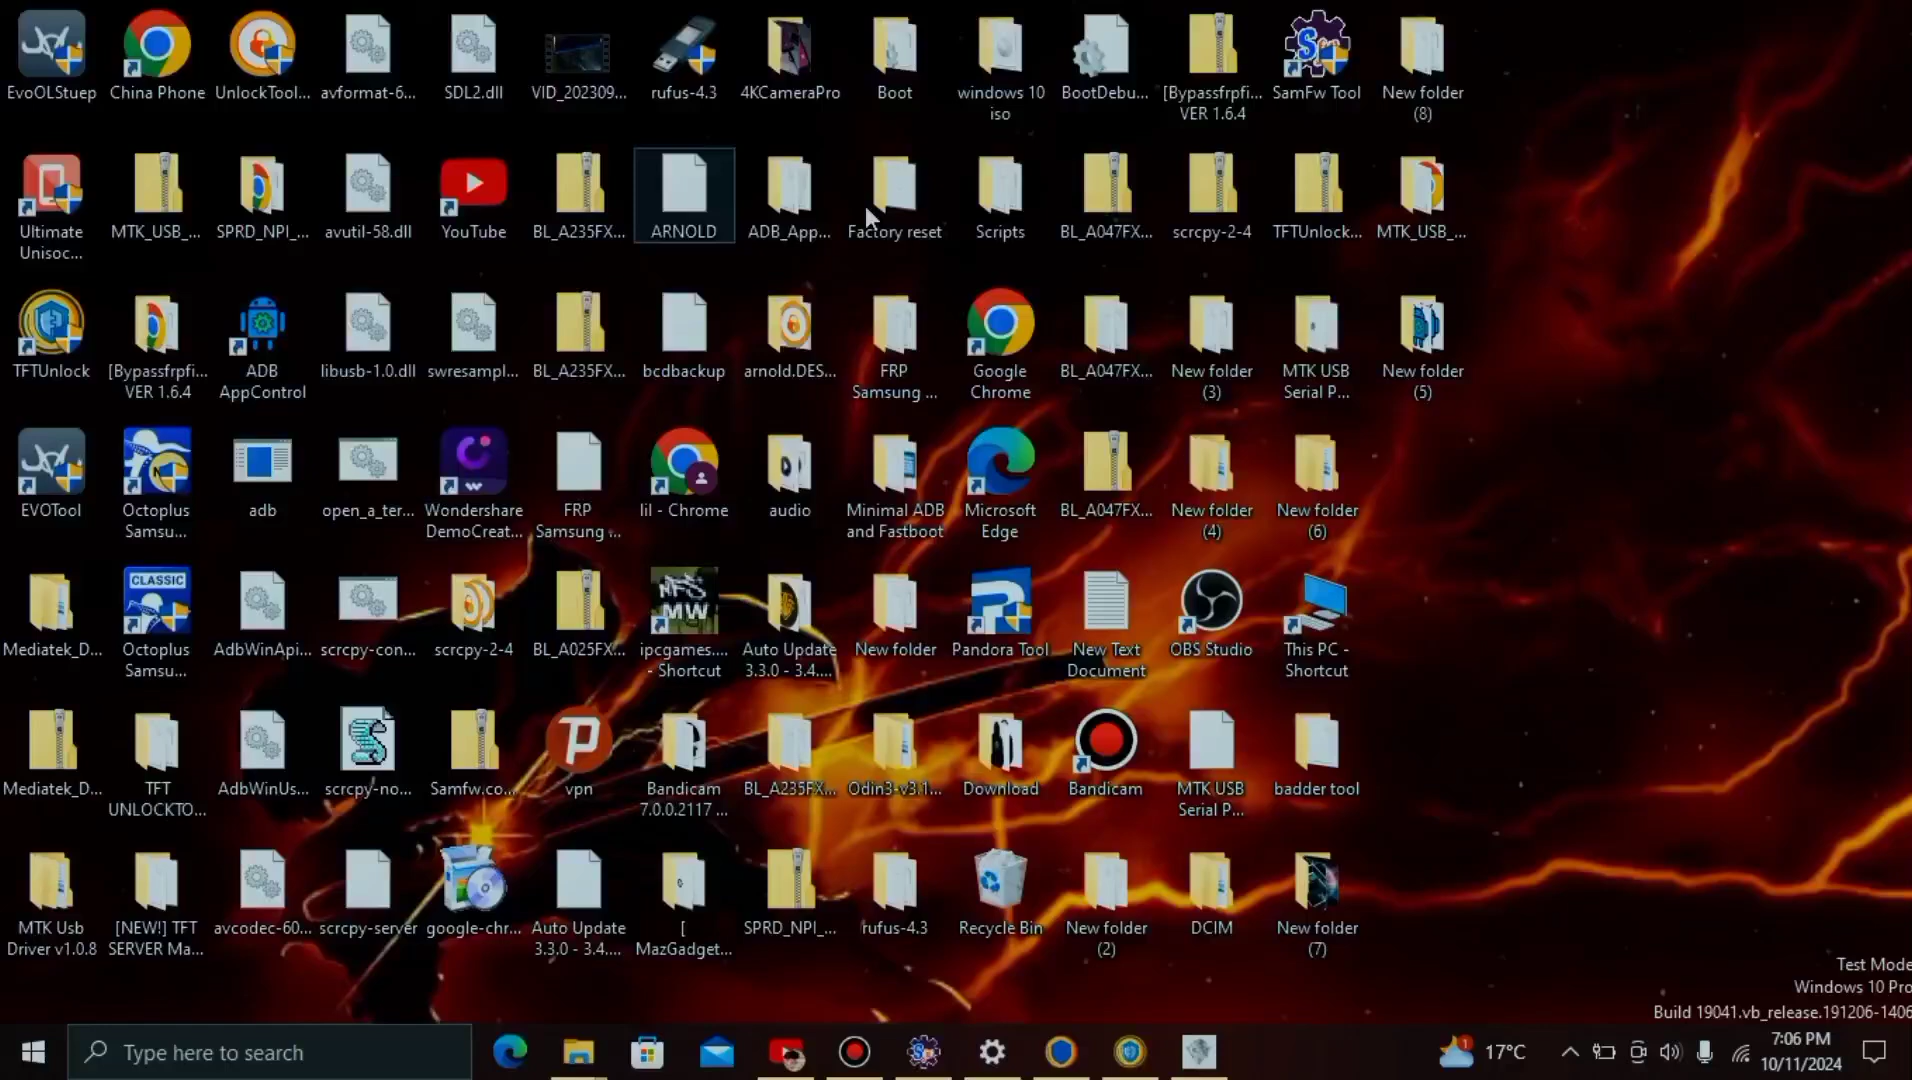 EvoOLStuep
China Phone
UnlockTool...
avformat-6...
SDL2.dll
VID_202309...
rufus-4.3
4KCameraPro
Boot
windows 10
iso
BootDebu...
[Bypassfrpfi...
VER 1.6.4
SamFw Tool
New folder
(8)
Ultimate
Unisoc...
MTK_USB_...
SPRD_NPI_...
avutil-58.dll
YouTube
BL_A235FX...
ARNOLD
ADB_App...
Factory reset
Scripts
BL_A047FX...
scrcpy-2-4
TFTUnlock...
MTK_USB_...
TFTUnlock
[Bypassfrpfi...
VER 1.6.4
ADB
AppControl
libusb-1.0.dll
swresampl...
BL_A235FX...
bcdbackup
arnold.DES...
FRP
Samsung ...
Google
Chrome
BL_A047FX...
New folder
(3)
MTK USB
Serial P...
New folder
(5)
EVOTool
Octoplus
Samsu...
adb
open_a_ter...
Wondershare
DemoCreat...
FRP
Samsung ...
lil - Chrome
audio
Minimal ADB
and Fastboot
Microsoft
Edge
BL_A047FX...
New folder
(4)
New folder
(6)
Mediatek_D...
CLASSIC
Octoplus
Samsu...
AdbWinApi...
scrcpy-con...
scrcpy-2-4
BL_A025FX...
NFS
MW
ipcgames....
- Shortcut
Auto Update
3.3.0 - 3.4....
New folder
Pandora Tool
New Text
Document
OBS Studio
This PC -
Shortcut
Mediatek_D...
TFT
UNLOCKTO...
AdbWinUs...
scrcpy-no...
Samfw.co...
vpn
Bandicam
7.0.0.2117 ...
BL_A235FX...
Odin3-v3.1...
Download
Bandicam
MTK USB
Serial P...
badder tool
MTK Usb
Driver v1.0.8
[NEW!] TFT
SERVER Ma...
avcodec-60...
scrcpy-server
google-chr...
Auto Update
3.3.0 - 3.4....
[
MazGadget...
SPRD_NPI_...
rufus-4.3
Recycle Bin
New folder
(2)
DCIM
New folder
(7)
Test Mode
Windows 10 Pro
Build 19041.vb_release.191206-1406
Type here to search
1
17°C
7:06 PM
10/11/2024